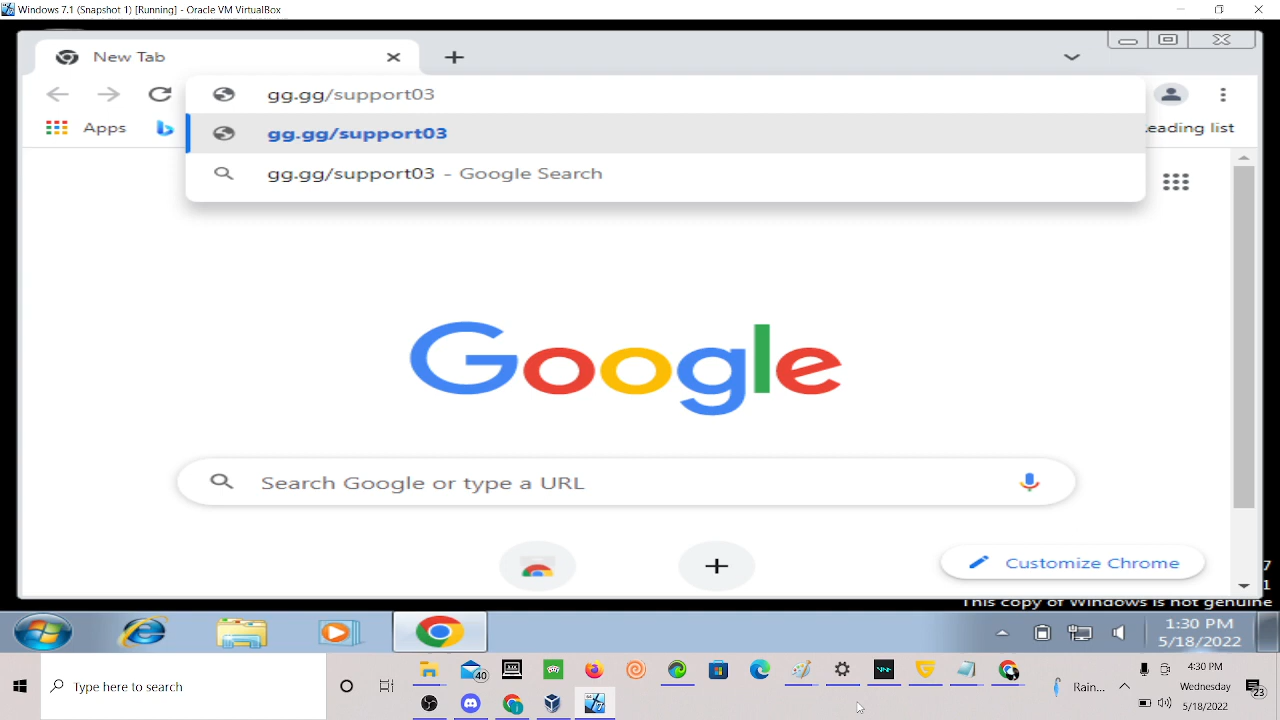 Windows 7.1 (Snapshot 1) [Running] - Oracle VM VirtualBox
New Tab
gg.gg/support03
Apps
gg.gg/support03
eading list
gg.gg/support03 - Google Search
Google
Search Google or type a URL
Customize Chrome
7
1
This copy of Windows is not genuine
1:30 PM
5/18/2022
Type here to search
40
Rain...
4:30 PM
Wednesday
5/18/2022
23